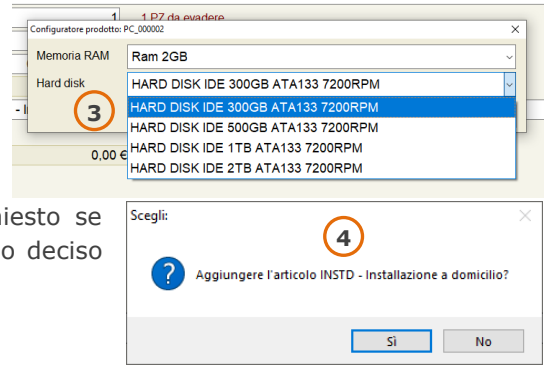 1 1 PZ da evadere
Configuratore prodotto: PC_000002
Memoria RAM Ram 2GB
Hard disk HARD DISK IDE 300GB ATA133 7200RPM
3
HARD DISK IDE 300GB ATA133 7200RPM
HARD DISK IDE 500GB ATA133 7200RPM
HARD DISK IDE 1TB ATA133 7200RPM
HARD DISK IDE 2TB ATA133 7200RPM
0,00 €
se
deciso
Scegli:
4
Aggiungere l'articolo INSTD - Installazione a domicilio?
Sì No